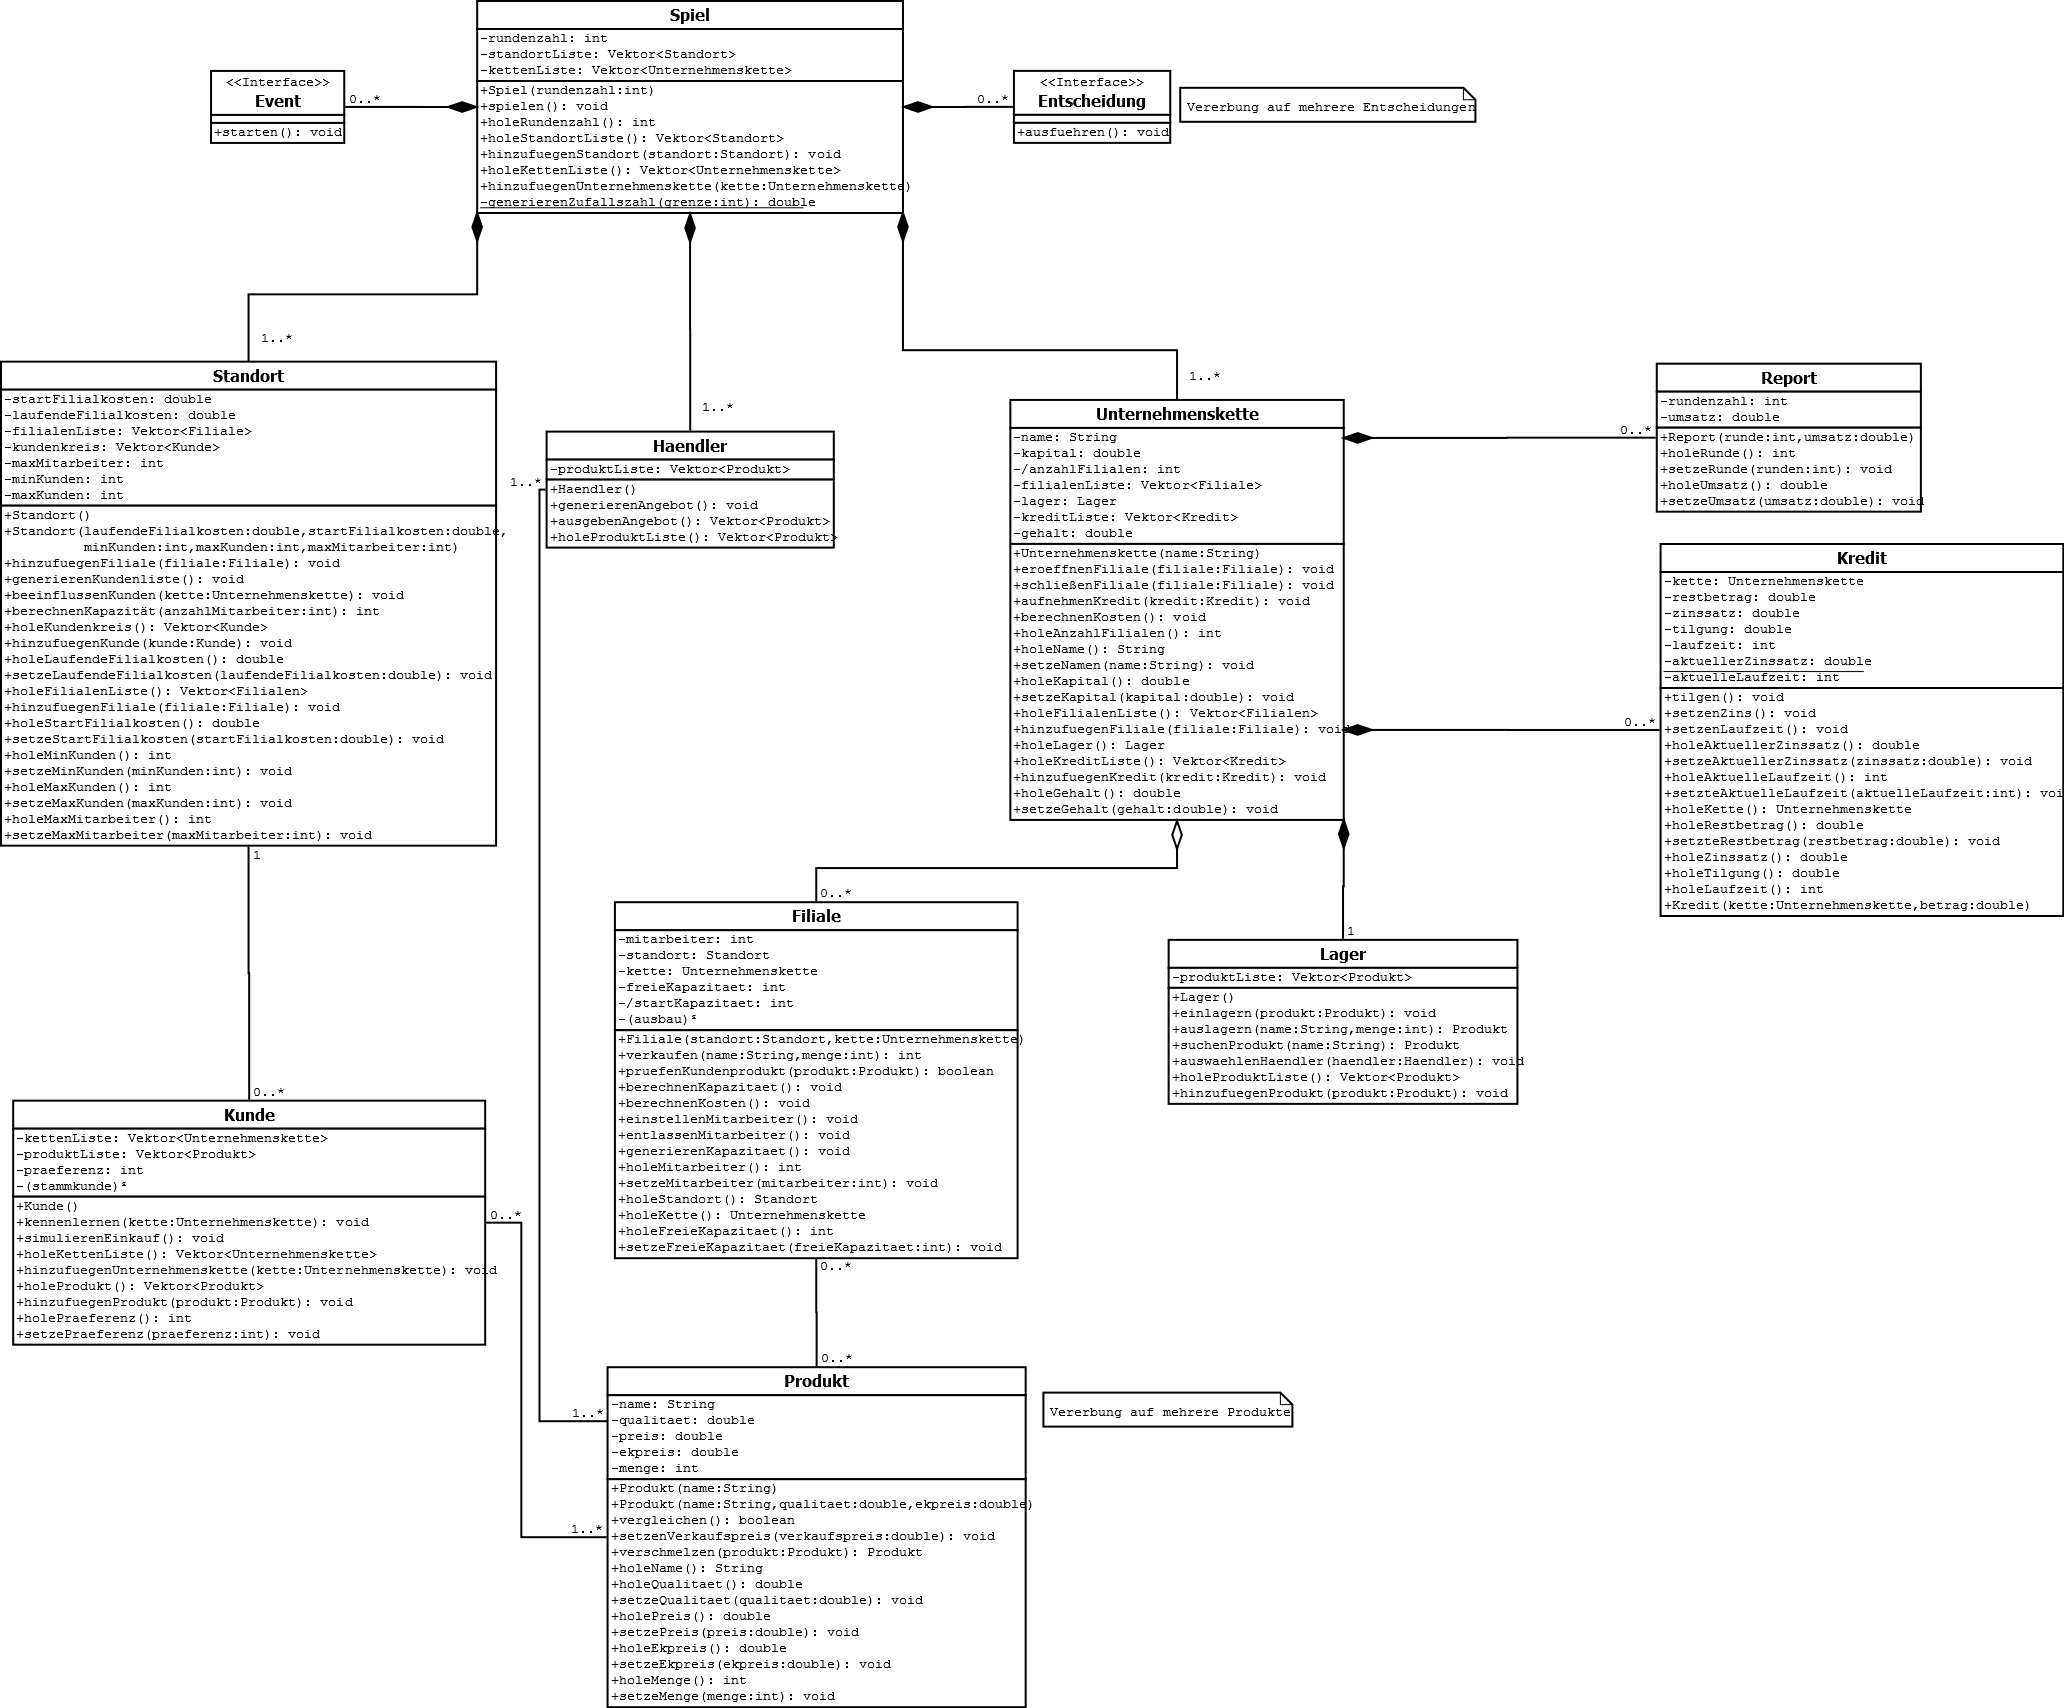 Spiel
-rundenzahl: int
-standortListe: Vektor<Standort>
-kettenListe: Vektor<Unternehmenskette>
+Spiel(rundenzahl:int)
+spielen(): void
+holeRundenzahl(): int
+holeStandortListe(): Vektor<Standort>
+hinzufuegenStandort(standort:Standort): void
+holeKettenListe(): Vektor<Unternehmenskette>
+hinzufuegenUnternehmenskette(kette:Unternehmenskette)
-generierenZufallszahl(grenze:int): double
<<Interface>>
Event
+starten(): void
0..*
<<Interface>>
Entscheidung
+ausfuehren(): void
0..*
Vererbung auf mehrere Entscheidungen
1..*
Standort
-startFilialkosten: double
-laufendeFilialkosten: double
-filialenListe: Vektor<Filiale>
-kundenkreis: Vektor<Kunde>
-maxMitarbeiter: int
-minKunden: int
-maxKunden: int
+Standort()
+Standort(laufendeFilialkosten:double,startFilialkosten:double,
minKunden:int,maxKunden:int,maxMitarbeiter:int)
+hinzufuegenFiliale(filiale:Filiale): void
+generierenKundenliste(): void
+beeinflussenKunden(kette:Unternehmenskette): void
+berechnenKapazität(anzahlMitarbeiter:int): int
+holeKundenkreis(): Vektor<Kunde>
+hinzufuegenKunde(kunde:Kunde): void
+holeLaufendeFilialkosten(): double
+setzeLaufendeFilialkosten(laufendeFilialkosten:double): void
+holeFilialenListe(): Vektor<Filialen>
+hinzufuegenFiliale(filiale:Filiale): void
+holeStartFilialkosten(): double
+setzeStartFilialkosten(startFilialkosten:double): void
+holeMinKunden(): int
+setzeMinKunden(minKunden:int): void
+holeMaxKunden(): int
+setzeMaxKunden(maxKunden:int): void
+holeMaxMitarbeiter(): int
+setzeMaxMitarbeiter(maxMitarbeiter:int): void
1
1..*
Haendler
-produktListe: Vektor<Produkt>
+Haendler()
+generierenAngebot(): void
+ausgebenAngebot(): Vektor<Produkt>
+holeProduktListe(): Vektor<Produkt>
1..*
1..*
Unternehmenskette
-name: String
-kapital: double
-/anzahlFilialen: int
-filialenListe: Vektor<Filiale>
-lager: Lager
-kreditListe: Vektor<Kredit>
-gehalt: double
+Unternehmenskette(name:String)
+eroeffnenFiliale(filiale:Filiale): void
+schließenFiliale(filiale:Filiale): void
+aufnehmenKredit(kredit:Kredit): void
+berechnenKosten(): void
+holeAnzahlFilialen(): int
+holeName(): String
+setzeNamen(name:String): void
+holeKapital(): double
+setzeKapital(kapital:double): void
+holeFilialenListe(): Vektor<Filialen>
+hinzufuegenFiliale(filiale:Filiale): void
+holeLager(): Lager
+holeKreditListe(): Vektor<Kredit>
+hinzufuegenKredit(kredit:Kredit): void
+holeGehalt(): double
+setzeGehalt(gehalt:double): void
0..*
Report
-rundenzahl: int
-umsatz: double
+Report(runde:int,umsatz:double)
+holeRunde(): int
+setzeRunde(runden:int): void
+holeUmsatz(): double
+setzeUmsatz(umsatz:double): void
0..*
Kredit
-kette: Unternehmenskette
-restbetrag: double
-zinssatz: double
-tilgung: double
-laufzeit: int
-aktuellerZinssatz: double
-aktuelleLaufzeit: int
+tilgen(): void
+setzenZins(): void
+setzenLaufzeit(): void
+holeAktuellerZinssatz(): double
+setzeAktuellerZinssatz(zinssatz:double): void
+holeAktuelleLaufzeit(): int
+setzteAktuelleLaufzeit(aktuelleLaufzeit:int): voi
+holeKette(): Unternehmenskette
+holeRestbetrag(): double
+setzteRestbetrag(restbetrag:double): void
+holeZinssatz(): double
+holeTilgung(): double
+holeLaufzeit(): int
+Kredit(kette:Unternehmenskette,betrag:double)
0..*
Filiale
-mitarbeiter: int
-standort: Standort
-kette: Unternehmenskette
-freieKapazitaet: int
-/startKapazitaet: int
-(ausbau)*
+Filiale(standort:Standort,kette:Unternehmenskette)
+verkaufen(name:String,menge:int): int
+pruefenKundenprodukt(produkt:Produkt): boolean
+berechnenKapazitaet(): void
+berechnenKosten(): void
+einstellenMitarbeiter(): void
+entlassenMitarbeiter(): void
+generierenKapazitaet(): void
+holeMitarbeiter(): int
+setzeMitarbeiter(mitarbeiter:int): void
+holeStandort(): Standort
+holeKette(): Unternehmenskette
+holeFreieKapazitaet(): int
+setzeFreieKapazitaet(freieKapazitaet:int): void
0..*
1
Lager
-produktListe: Vektor<Produkt>
+Lager()
+einlagern(produkt:Produkt): void
+auslagern(name:String,menge:int): Produkt
+suchenProdukt(name:String): Produkt
+auswaehlenHaendler(haendler:Haendler): void
+holeProduktListe(): Vektor<Produkt>
+hinzufuegenProdukt(produkt:Produkt): void
0..*
Kunde
-kettenListe: Vektor<Unternehmenskette>
-produktListe: Vektor<Produkt>
-praeferenz: int
-(stammkunde)*
+Kunde()
+kennenlernen(kette:Unternehmenskette): void
+simulierenEinkauf(): void
+holeKettenListe(): Vektor<Unternehmenskette>
+hinzufuegenUnternehmenskette(kette:Unternehmenskette): void
+holeProdukt(): Vektor<Produkt>
+hinzufuegenProdukt(produkt:Produkt): void
+holePraeferenz(): int
+setzePraeferenz(praeferenz:int): void
0..*
0..*
1..*
1..*
Produkt
-name: String
-qualitaet: double
-preis: double
-ekpreis: double
-menge: int
+Produkt(name:String)
+Produkt(name:String,qualitaet:double,ekpreis:double)
+vergleichen(): boolean
+setzenVerkaufspreis(verkaufspreis:double): void
+verschmelzen(produkt:Produkt): Produkt
+holeName(): String
+holeQualitaet(): double
+setzeQualitaet(qualitaet:double): void
+holePreis(): double
+setzePreis(preis:double): void
+holeEkpreis(): double
+setzeEkpreis(ekpreis:double): void
+holeMenge(): int
+setzeMenge(menge:int): void
Vererbung auf mehrere Produkte